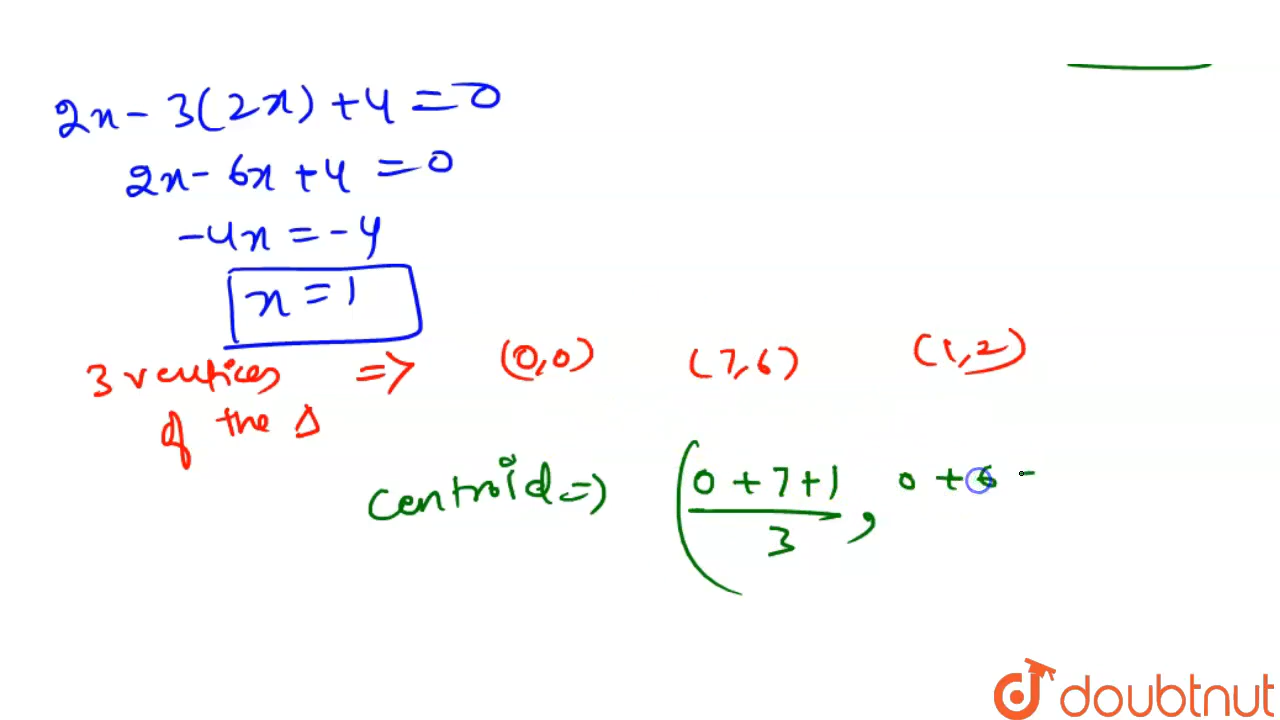 2x - 3(2x) + 4 = 0
2x - 6x + 4 = 0
-4x = -4
x = 1
3 vertices => (0,0) (7,6) (1,2)
of the Δ
centroid => (0 + 7 + 1 / 3 , 0 + 6 -
doubtnut